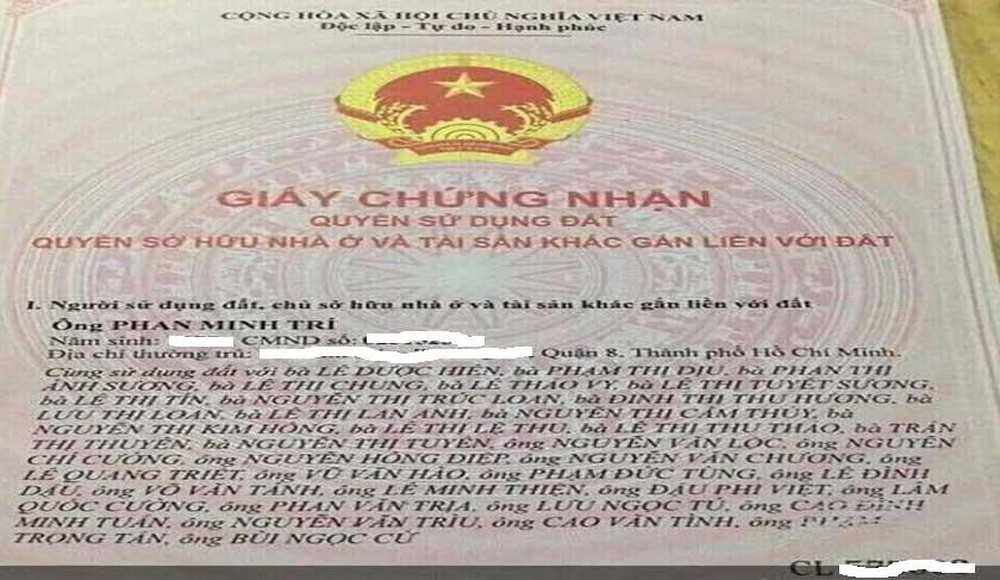 CỘNG HÒA XÃ HỘI CHỦ NGHĨA VIỆT NAM
Độc lập - Tự do - Hạnh phúc
GIẤY CHỨNG NHẬN
QUYỀN SỬ DỤNG ĐẤT
QUYỀN SỞ HỮU NHÀ Ở VÀ TÀI SẢN KHÁC GẮN LIỀN VỚI ĐẤT
I. Người sử dụng đất, chủ sở hữu nhà ở và tài sản khác gắn liền với đất
Ông PHAN MINH TRÍ
Năm sinh: CMND số:
Địa chỉ thường trú: Quận 8, Thành phố Hồ Chí Minh.
Cùng sử dụng đất với bà LÊ DƯỢC HIỀN, bà PHẠM THỊ DỊU, bà PHAN THỊ
ÁNH SƯƠNG, bà LÊ THỊ CHUNG, bà LÊ THẢO VY, bà LÊ THỊ TUYẾT SƯƠNG,
bà LÊ THỊ TÍN, bà NGUYỄN THỊ TRÚC LOAN, bà ĐINH THỊ THU HƯƠNG, bà
LƯU THỊ LOAN, bà LÊ THỊ LAN ANH, bà NGUYỄN THỊ CẨM THÚY, bà
NGUYỄN THỊ KIM HỒNG, bà LÊ THỊ LỆ THU, bà LÊ THỊ THU THẢO, bà TRẦN
THỊ THUYÊN, bà NGUYỄN THỊ TUYÊN, ông NGUYỄN VĂN LỘC, ông NGUYỄN
CHÍ CƯỜNG, ông NGUYỄN HỒNG DIỆP, ông NGUYỄN VĂN CHƯƠNG, ông
LÊ QUANG TRIẾT, ông VŨ VĂN HÀO, ông PHẠM ĐỨC TÙNG, ông LÊ ĐÌNH
DẬU, ông VÕ VĂN TÁNH, ông LÊ MINH THIỆN, ông ĐẬU PHI VIỆT, ông LÂM
QUỐC CƯỜNG, ông PHAN VĂN TRỊA, ông LƯU NGỌC TÚ, ông CAO ĐÌNH
MINH TUẤN, ông NGUYỄN VĂN TRÌU, ông CAO VĂN TÌNH, ông PHẠM
TRỌNG TẤN, ông BÙI NGỌC CỪ
CL